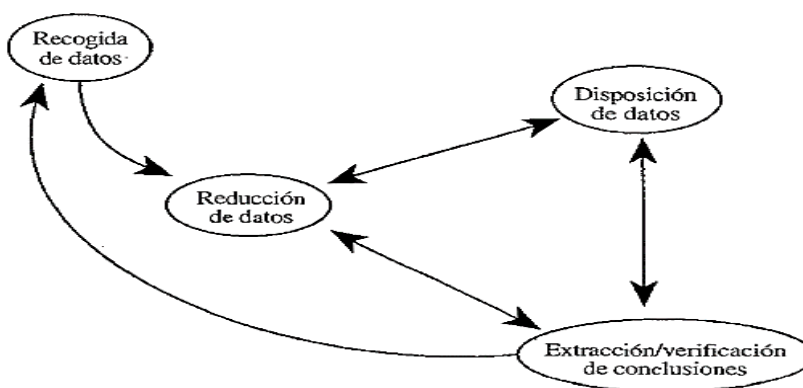 Recogida
de datos
Disposición
de datos
Reducción
de datos
Extracción/verificación
de conclusiones